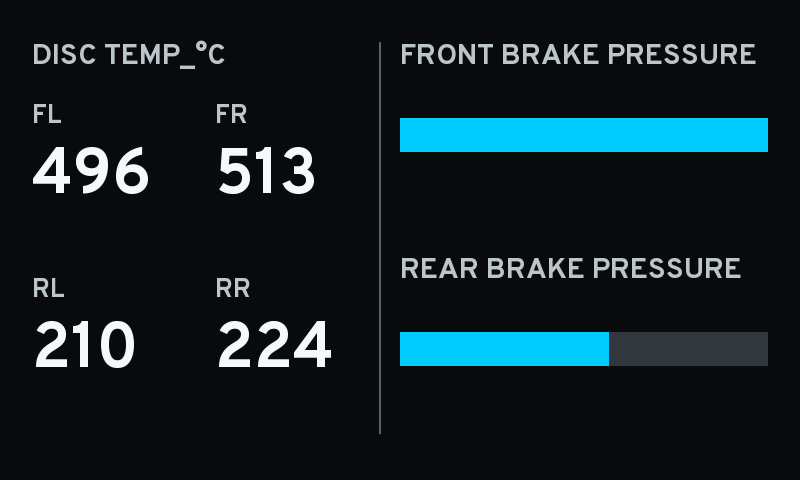 DISC TEMP_°C
FL FR
496 513
RL RR
210 224
FRONT BRAKE PRESSURE
REAR BRAKE PRESSURE